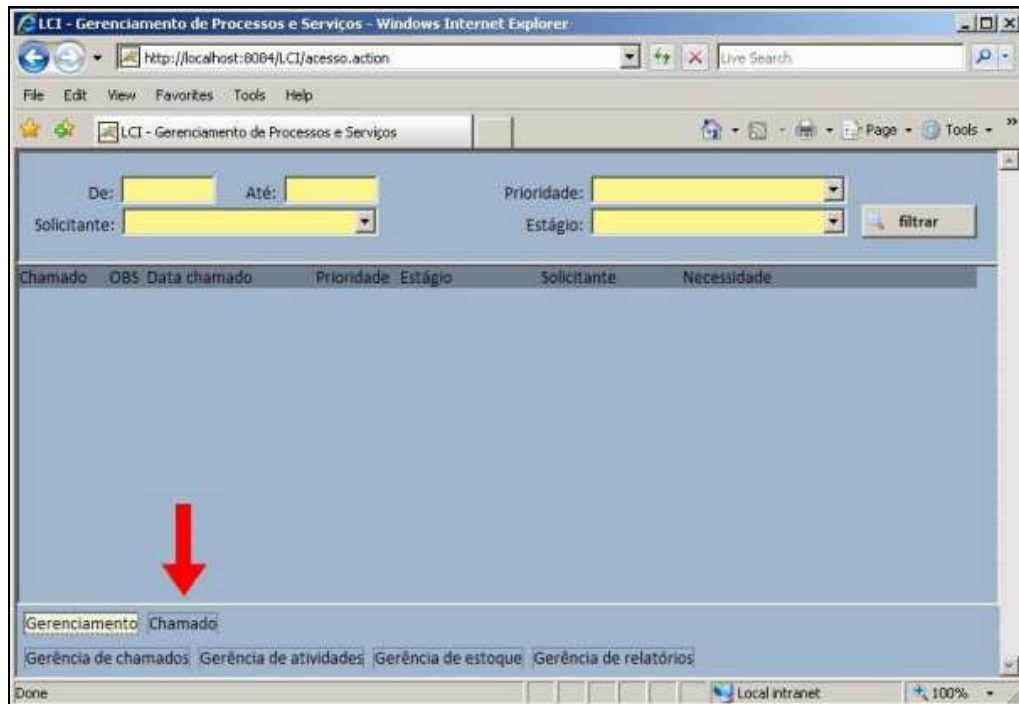 LCI - Gerenciamento de Processos e Serviços - Windows Internet Explorer
http://localhost:8084/LCI/acesso.action Live Search
File Edit View Favorites Tools Help
LCI - Gerenciamento de Processos e Serviços Page Tools
De: Até: Prioridade:
Solicitante: Estágio: filtrar
Chamado OBS Data chamado Prioridade Estágio Solicitante Necessidade
Gerenciamento Chamado
Gerência de chamados Gerência de atividades Gerência de estoque Gerência de relatórios
Done Local intranet 100%